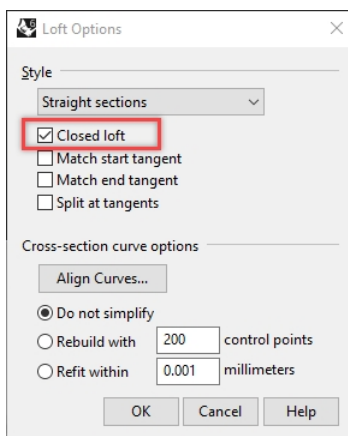 Loft Options
Style
Straight sections
Closed loft
Match start tangent
Match end tangent
Split at tangents
Cross-section curve options
Align Curves...
Do not simplify
Rebuild with 200 control points
Refit within 0.001 millimeters
OK Cancel Help